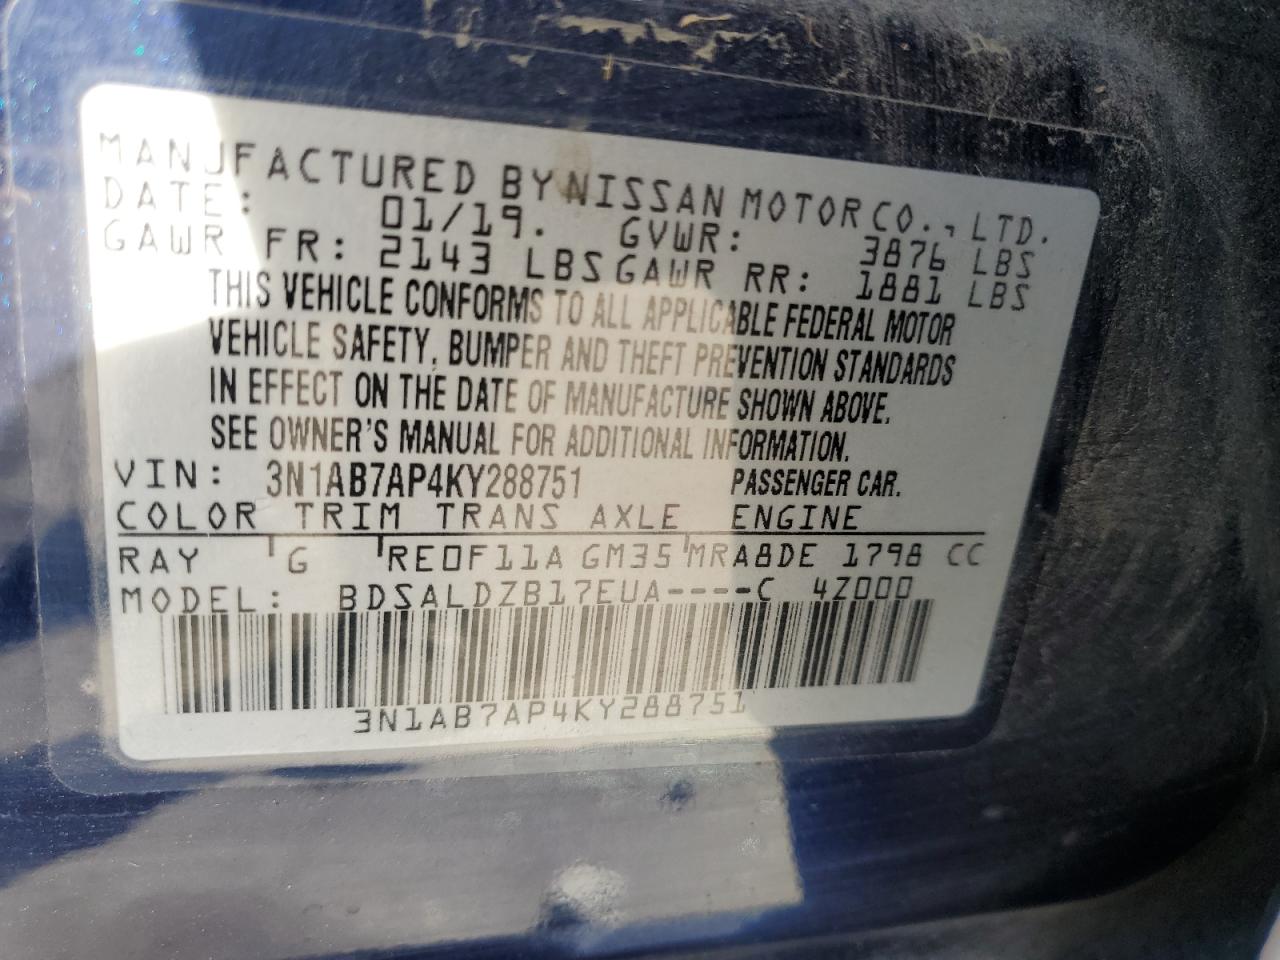 MANUFACTURED BY NISSAN MOTOR CO., LTD.
DATE: 01/19. GVWR: 3876 LBS
GAWR FR: 2143 LBS GAWR RR: 1881 LBS
THIS VEHICLE CONFORMS TO ALL APPLICABLE FEDERAL MOTOR
VEHICLE SAFETY, BUMPER AND THEFT PREVENTION STANDARDS
IN EFFECT ON THE DATE OF MANUFACTURE SHOWN ABOVE.
SEE OWNER'S MANUAL FOR ADDITIONAL INFORMATION.
VIN: 3N1AB7AP4KY288751 PASSENGER CAR.
COLOR TRIM TRANS AXLE ENGINE
RAY G RE0F11A GM35 MRA8DE 1798 CC
MODEL: BDSALDZB17EUA----C 4Z000
3N1AB7AP4KY288751